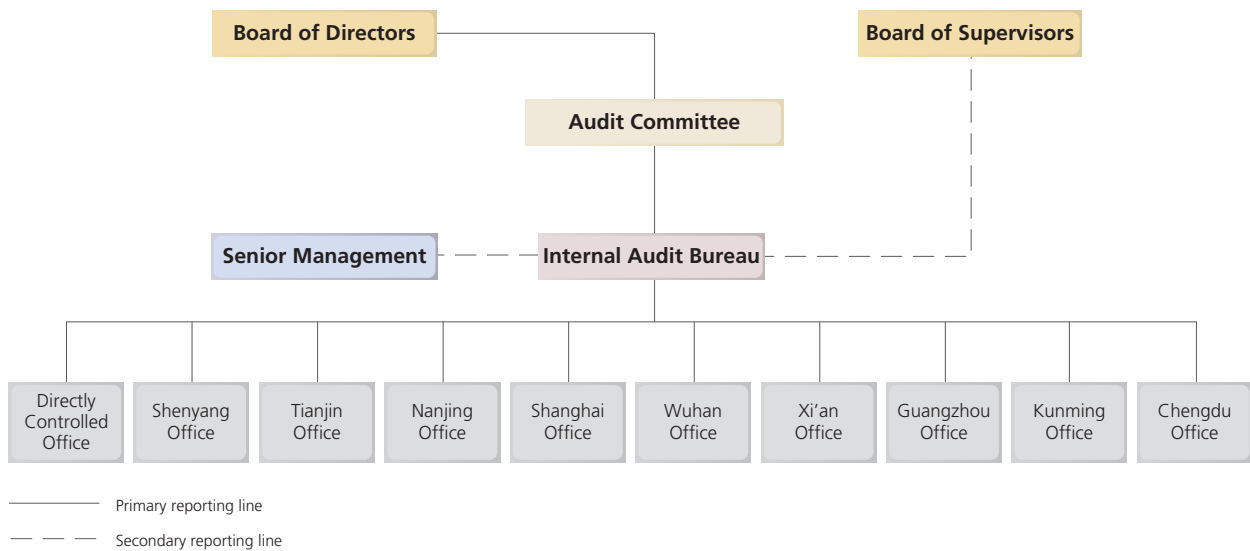 Board of Directors
Board of Supervisors
Audit Committee
Senior Management
Internal Audit Bureau
Directly
Controlled
Office
Shenyang
Office
Tianjin
Office
Nanjing
Office
Shanghai
Office
Wuhan
Office
Xi’an
Office
Guangzhou
Office
Kunming
Office
Chengdu
Office
Primary reporting line
Secondary reporting line